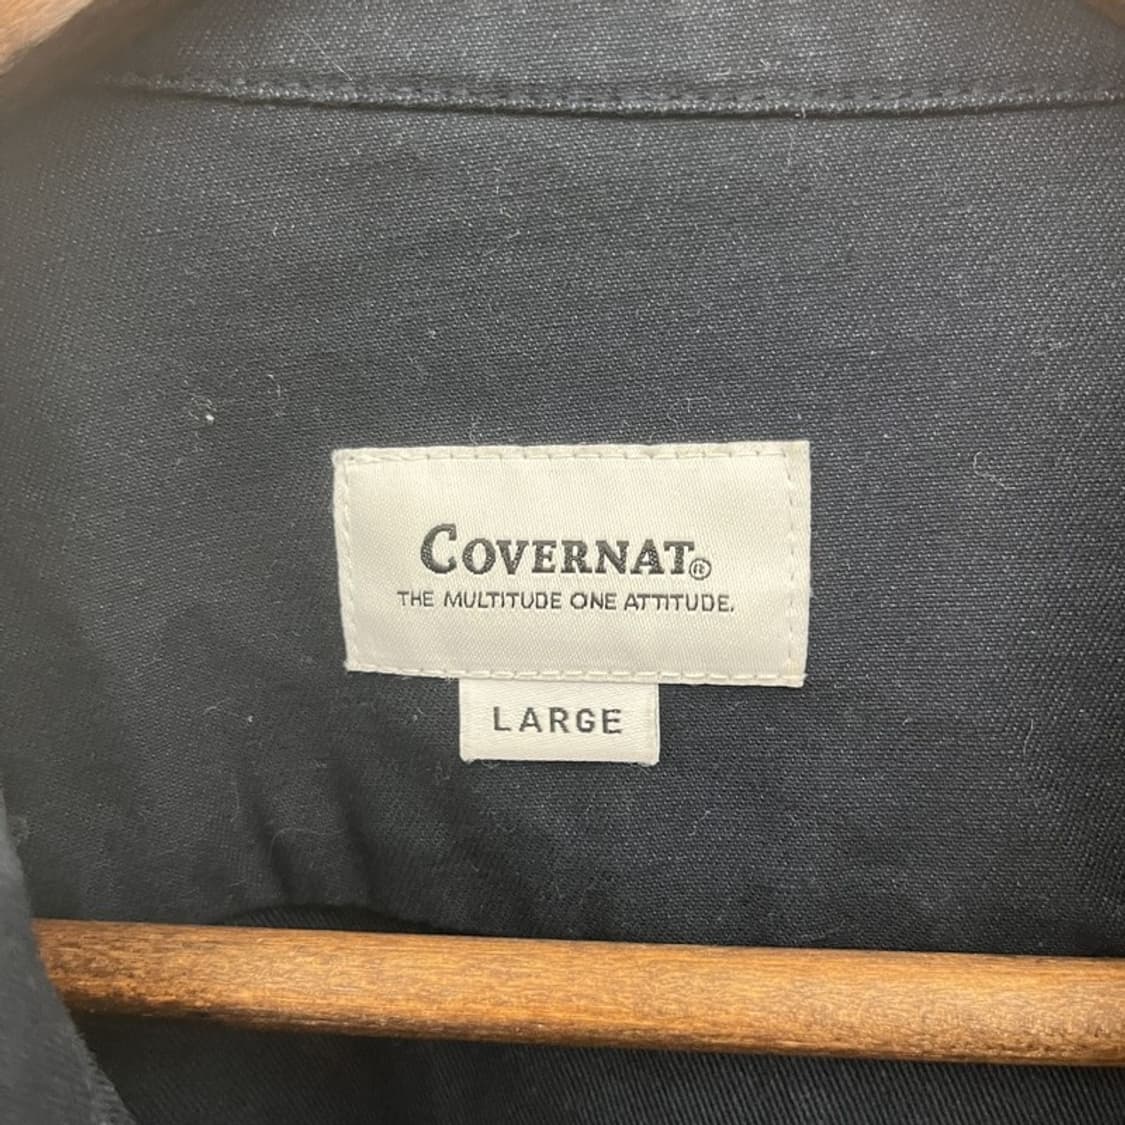 COVERNAT®
THE MULTITUDE ONE ATTITUDE.
LARGE